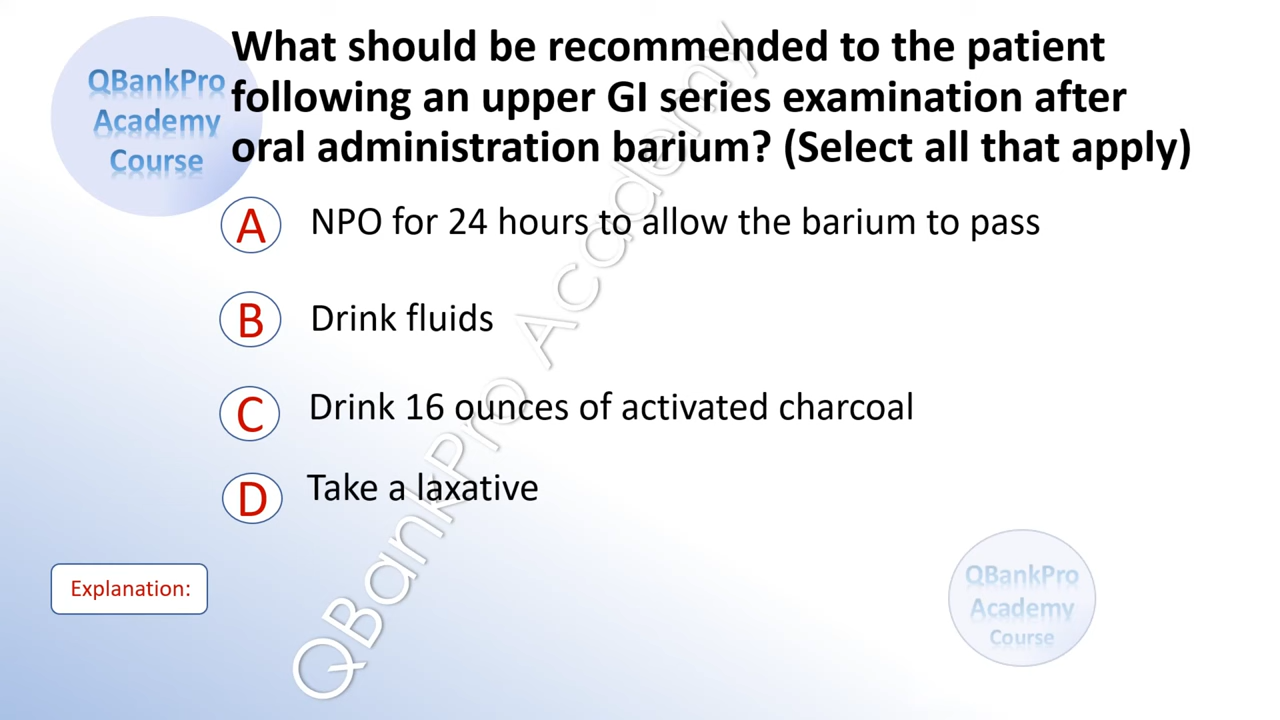 QBankPro
Academy
Course
What should be recommended to the patient
following an upper GI series examination after
oral administration barium? (Select all that apply)
A NPO for 24 hours to allow the barium to pass
B Drink fluids
C Drink 16 ounces of activated charcoal
D Take a laxative
Explanation:
QBankPro Academy
QBankPro
Academy
Course